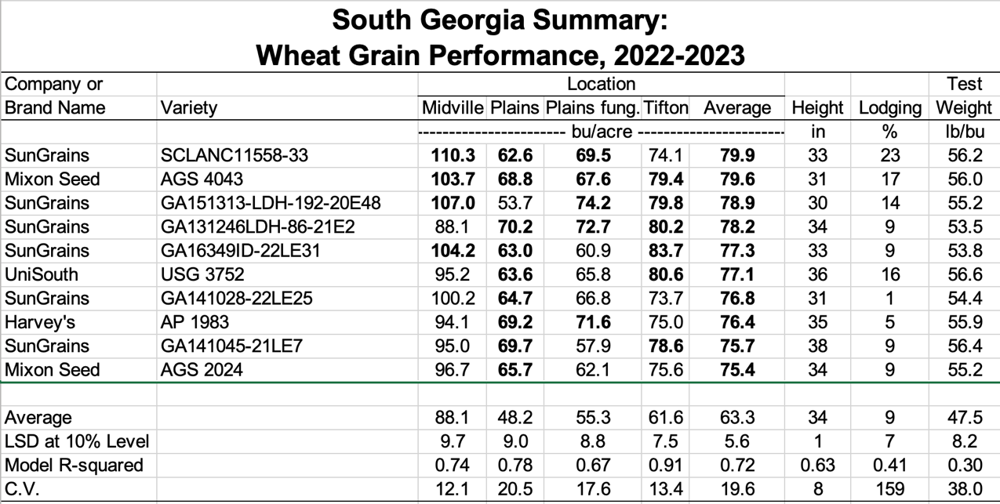 South Georgia Summary:
Wheat Grain Performance, 2022-2023
Company or Location Test
Brand Name Variety Midville Plains Plains fung. Tifton Average Height Lodging Weight
----------------------- bu/acre ----------------------- in % lb/bu
SunGrains SCLANC11558-33 110.3 62.6 69.5 74.1 79.9 33 23 56.2
Mixon Seed AGS 4043 103.7 68.8 67.6 79.4 79.6 31 17 56.0
SunGrains GA151313-LDH-192-20E48 107.0 53.7 74.2 79.8 78.9 30 14 55.2
SunGrains GA131246LDH-86-21E2 88.1 70.2 72.7 80.2 78.2 34 9 53.5
SunGrains GA16349ID-22LE31 104.2 63.0 60.9 83.7 77.3 33 9 53.8
UniSouth USG 3752 95.2 63.6 65.8 80.6 77.1 36 16 56.6
SunGrains GA141028-22LE25 100.2 64.7 66.8 73.7 76.8 31 1 54.4
Harvey's AP 1983 94.1 69.2 71.6 75.0 76.4 35 5 55.9
SunGrains GA141045-21LE7 95.0 69.7 57.9 78.6 75.7 38 9 56.4
Mixon Seed AGS 2024 96.7 65.7 62.1 75.6 75.4 34 9 55.2
Average 88.1 48.2 55.3 61.6 63.3 34 9 47.5
LSD at 10% Level 9.7 9.0 8.8 7.5 5.6 1 7 8.2
Model R-squared 0.74 0.78 0.67 0.91 0.72 0.63 0.41 0.30
C.V. 12.1 20.5 17.6 13.4 19.6 8 159 38.0